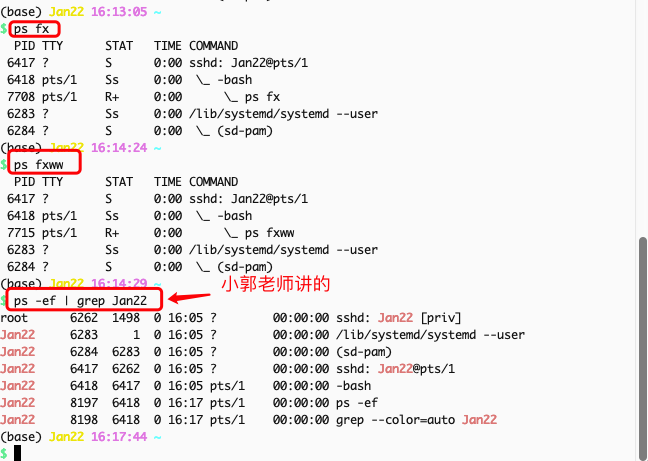 (base) Jan22 16:13:05 ~
$ ps fx
PID TTY STAT TIME COMMAND
6417 ? S 0:00 sshd: Jan22@pts/1
6418 pts/1 Ss 0:00 \_ -bash
7708 pts/1 R+ 0:00 \_ ps fx
6283 ? Ss 0:00 /lib/systemd/systemd --user
6284 ? S 0:00 \_ (sd-pam)
(base) Jan22 16:14:24 ~
$ ps fxww
PID TTY STAT TIME COMMAND
6417 ? S 0:00 sshd: Jan22@pts/1
6418 pts/1 Ss 0:00 \_ -bash
7715 pts/1 R+ 0:00 \_ ps fxww
6283 ? Ss 0:00 /lib/systemd/systemd --user
6284 ? S 0:00 \_ (sd-pam)
(base) Jan22 16:14:29 ~
小郭老师讲的
$ ps -ef | grep Jan22
root 6262 1498 0 16:05 ? 00:00:00 sshd: Jan22 [priv]
Jan22 6283 1 0 16:05 ? 00:00:00 /lib/systemd/systemd --user
Jan22 6284 6283 0 16:05 ? 00:00:00 (sd-pam)
Jan22 6417 6262 0 16:05 ? 00:00:00 sshd: Jan22@pts/1
Jan22 6418 6417 0 16:05 pts/1 00:00:00 -bash
Jan22 8197 6418 0 16:17 pts/1 00:00:00 ps -ef
Jan22 8198 6418 0 16:17 pts/1 00:00:00 grep --color=auto Jan22
(base) Jan22 16:17:44 ~
$